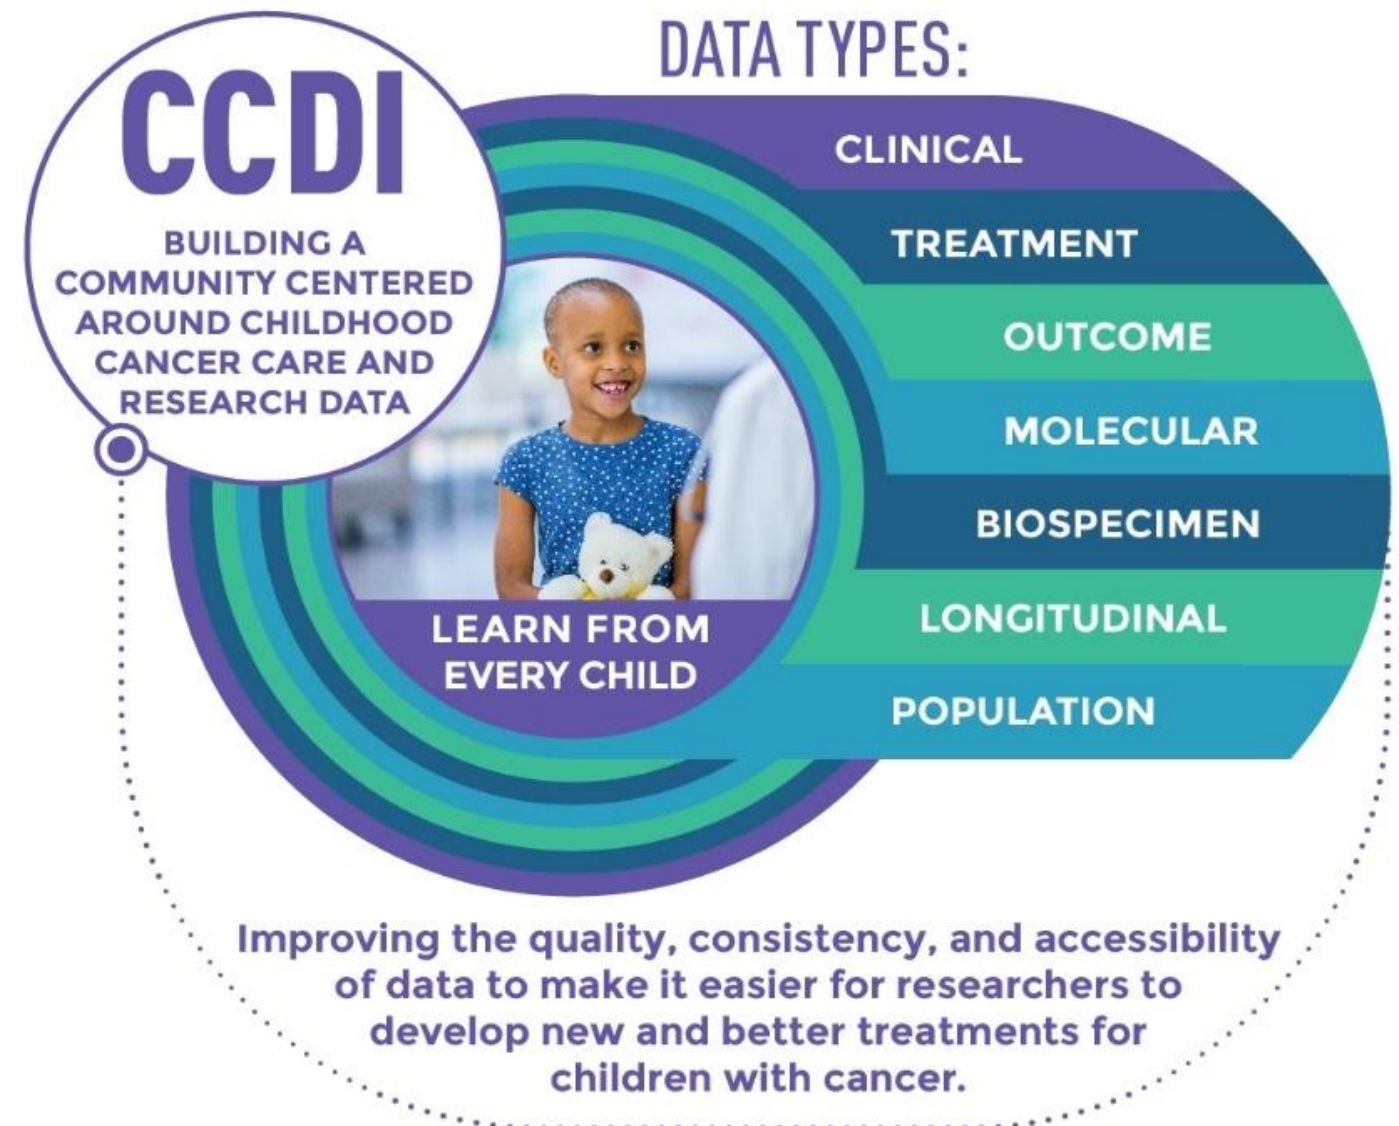 CCDI
BUILDING A
COMMUNITY CENTERED
AROUND CHILDHOOD
CANCER CARE AND
RESEARCH DATA
DATA TYPES:
CLINICAL
TREATMENT
OUTCOME
MOLECULAR
BIOSPECIMEN
LONGITUDINAL
POPULATION
LEARN FROM
EVERY CHILD
Improving the quality, consistency, and accessibility
of data to make it easier for researchers to
develop new and better treatments for
children with cancer.